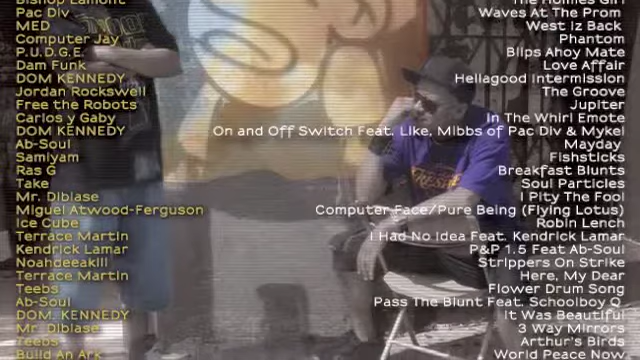 Bishop Lamont The Homies Girl
Pac Div Waves At The Prom
MED West Iz Back
Computer Jay Phantom
P.U.D.G.E. Blips Ahoy Mate
Dam Funk Love Affair
DOM KENNEDY Hellagood Intermission
Jordan Rockswell The Groove
Free the Robots Jupiter
Carlos y Gaby In The Whirl Emote
DOM KENNEDY On and Off Switch Feat. Like, Mibbs of Pac Div & Mykel
Ab-Soul Mayday
Samiyam Fishsticks
Ras G Breakfast Blunts
Take Soul Particles
Mr. Dibiase I Pity The Fool
Miguel Atwood-Ferguson Computer Face/Pure Being (Flying Lotus)
Ice Cube Robin Lench
Terrace Martin I Had No Idea Feat. Kendrick Lamar
Kendrick Lamar P&P 1.5 Feat Ab-Soul
Noahdeeakili Strippers On Strike
Terrace Martin Here, My Dear
Teebs Flower Drum Song
Ab-Soul Pass The Blunt Feat. Schoolboy Q
DOM. KENNEDY It Was Beautiful
Mr. Dibiase 3 Way Mirrors
Teebs Arthur's Birds
Build An Ark World Peace Now